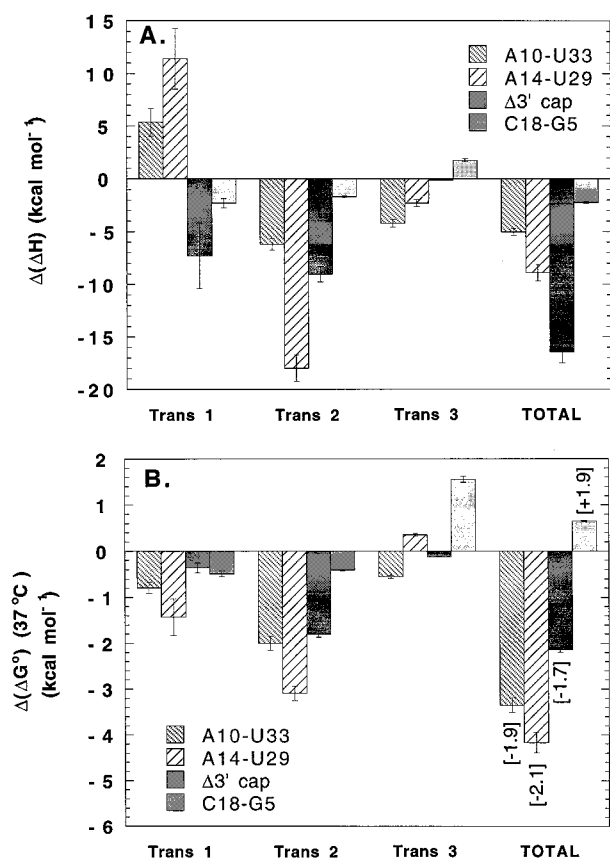 A.
15
10
5
0
-5
-10
-15
-20
Δ(ΔH) (kcal mol⁻¹)
A10-U33
A14-U29
Δ3' cap
C18-G5
Trans 1
Trans 2
Trans 3
TOTAL
B.
2
1
0
-1
-2
-3
-4
-5
-6
Δ(ΔG°) (37 °C)
(kcal mol⁻¹)
[-1.9]
[-2.1]
[-1.7]
[+1.9]
A10-U33
A14-U29
Δ3' cap
C18-G5
Trans 1
Trans 2
Trans 3
TOTAL